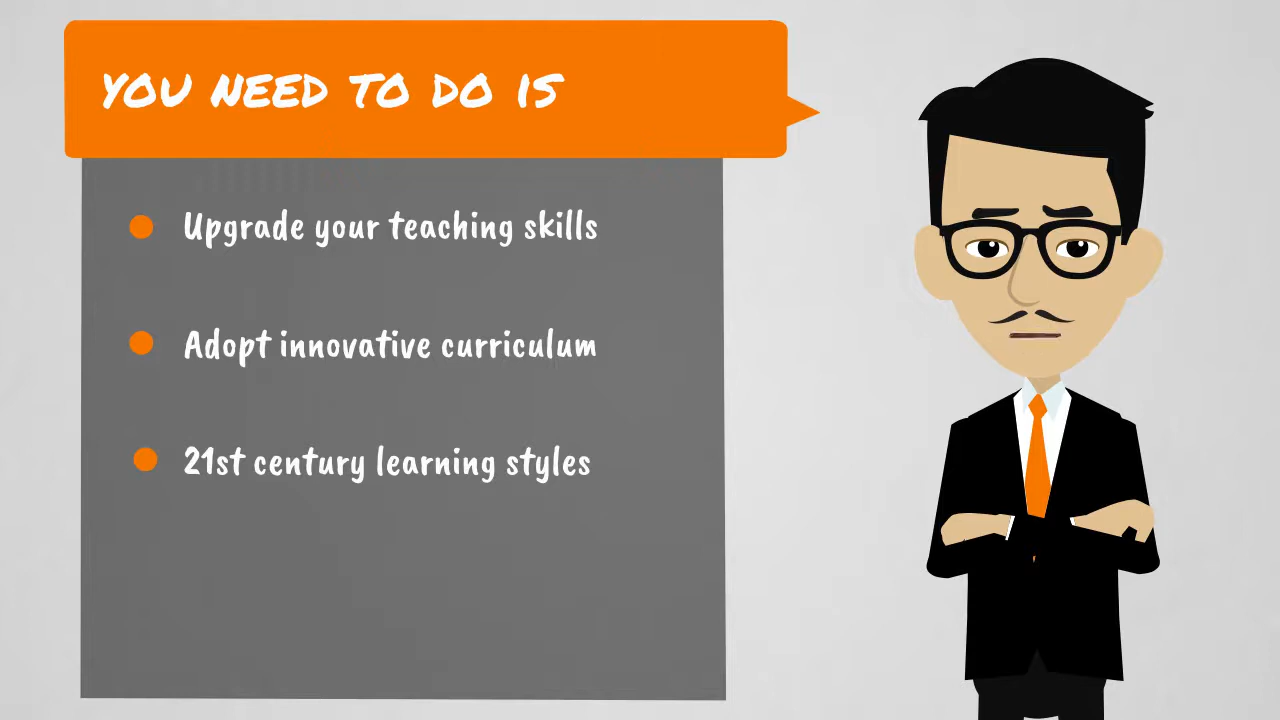 YOU NEED TO DO IS
Upgrade your teaching skills
Adopt innovative curriculum
21st century learning styles